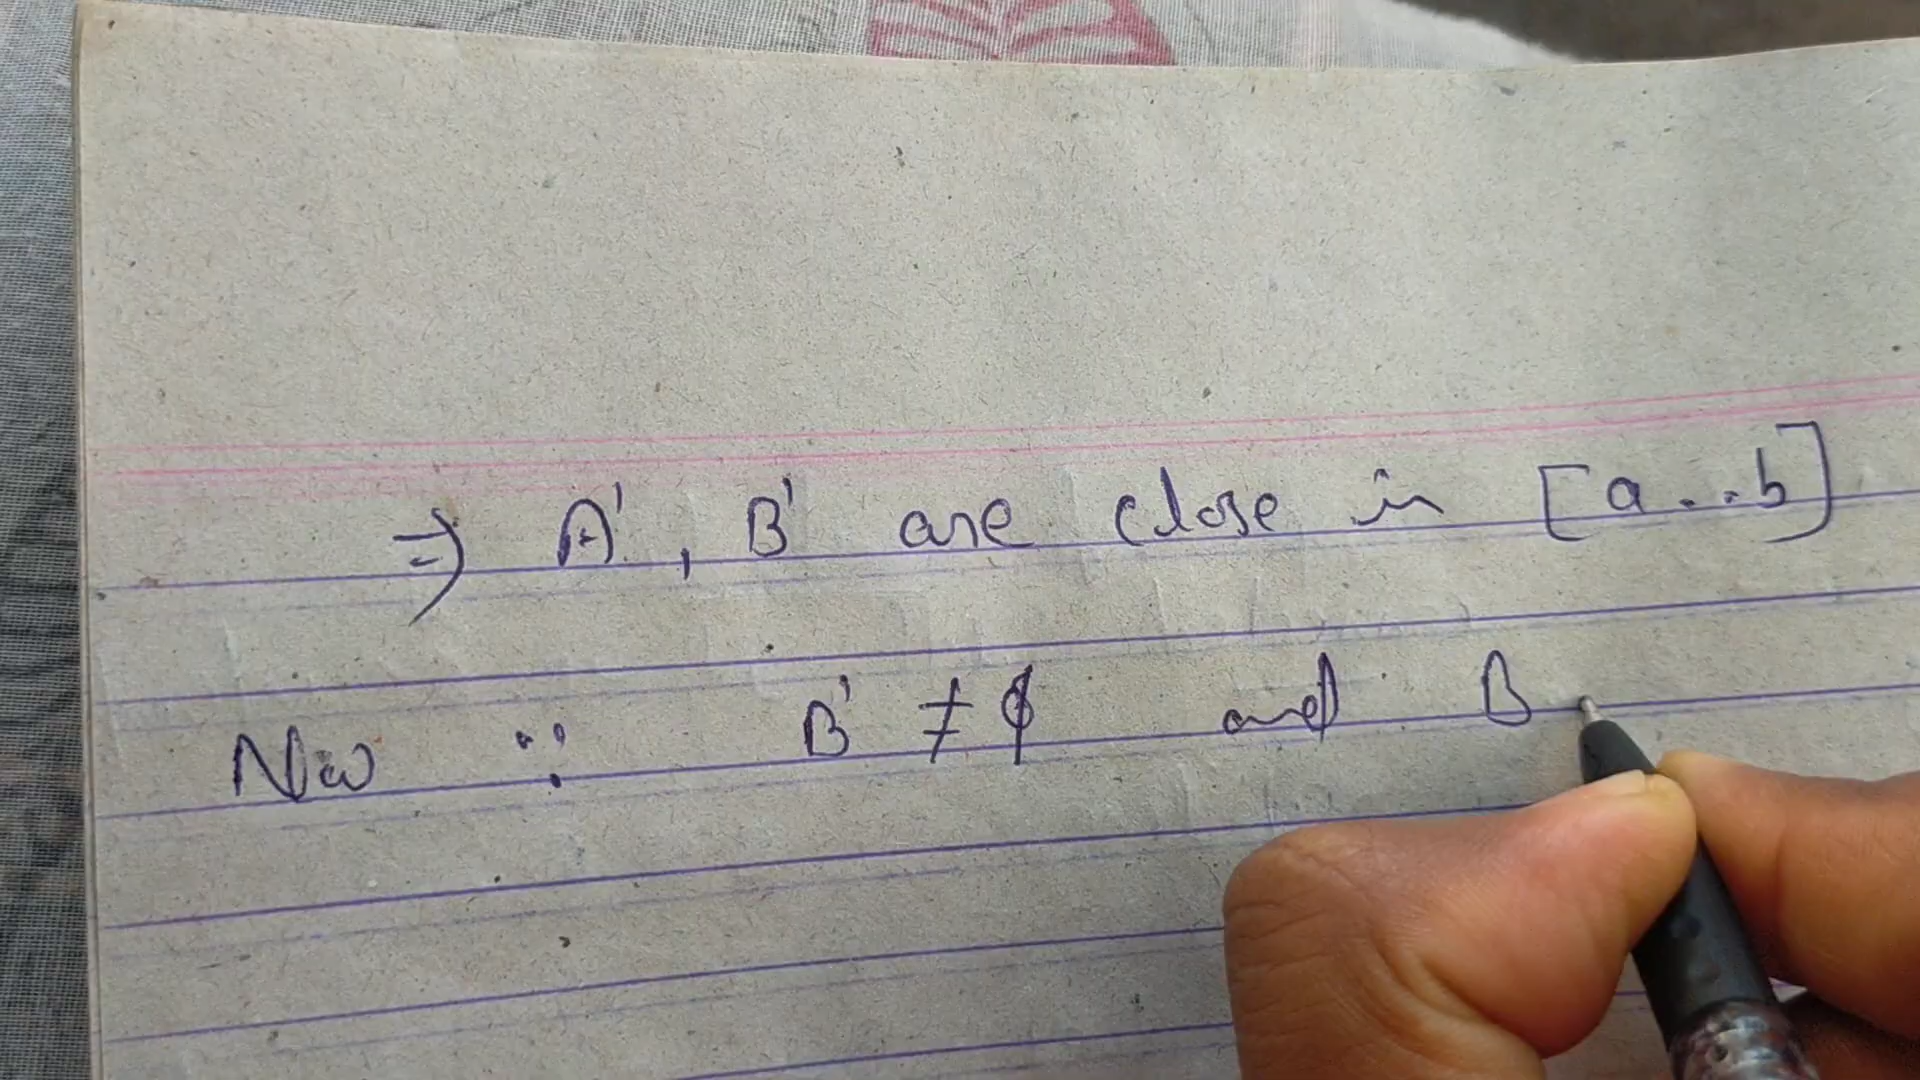 ⇒ A', B' are close in [a...b]
Now ∵ B' ≠ ϕ and B